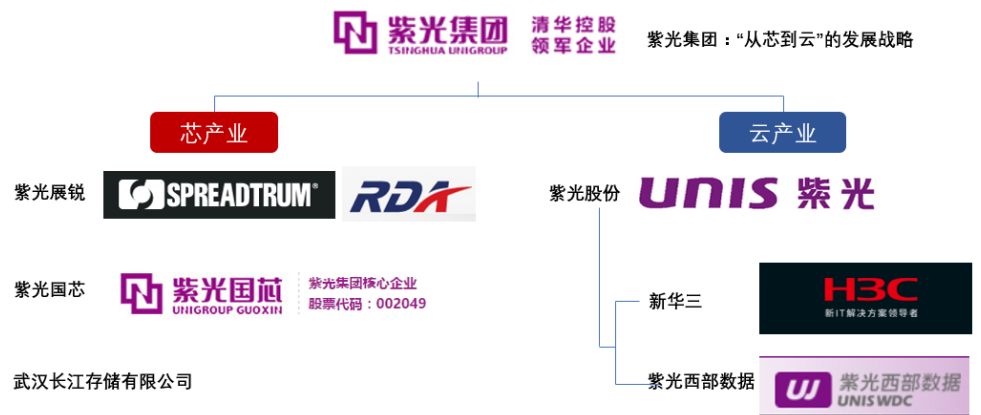 紫光集团
TSINGHUA UNIGROUP
清华控股
领军企业
紫光集团：“从芯到云”的发展战略
芯产业
云产业
紫光展锐
SPREADTRUM®
RDA
紫光股份
UNIS 紫光
紫光国芯
紫光国芯
UNIGROUP GUOXIN
紫光集团核心企业
股票代码：002049
新华三
H3C
新IT解决方案领导者
武汉长江存储有限公司
紫光西部数据
紫光西部数据
UNISWDC